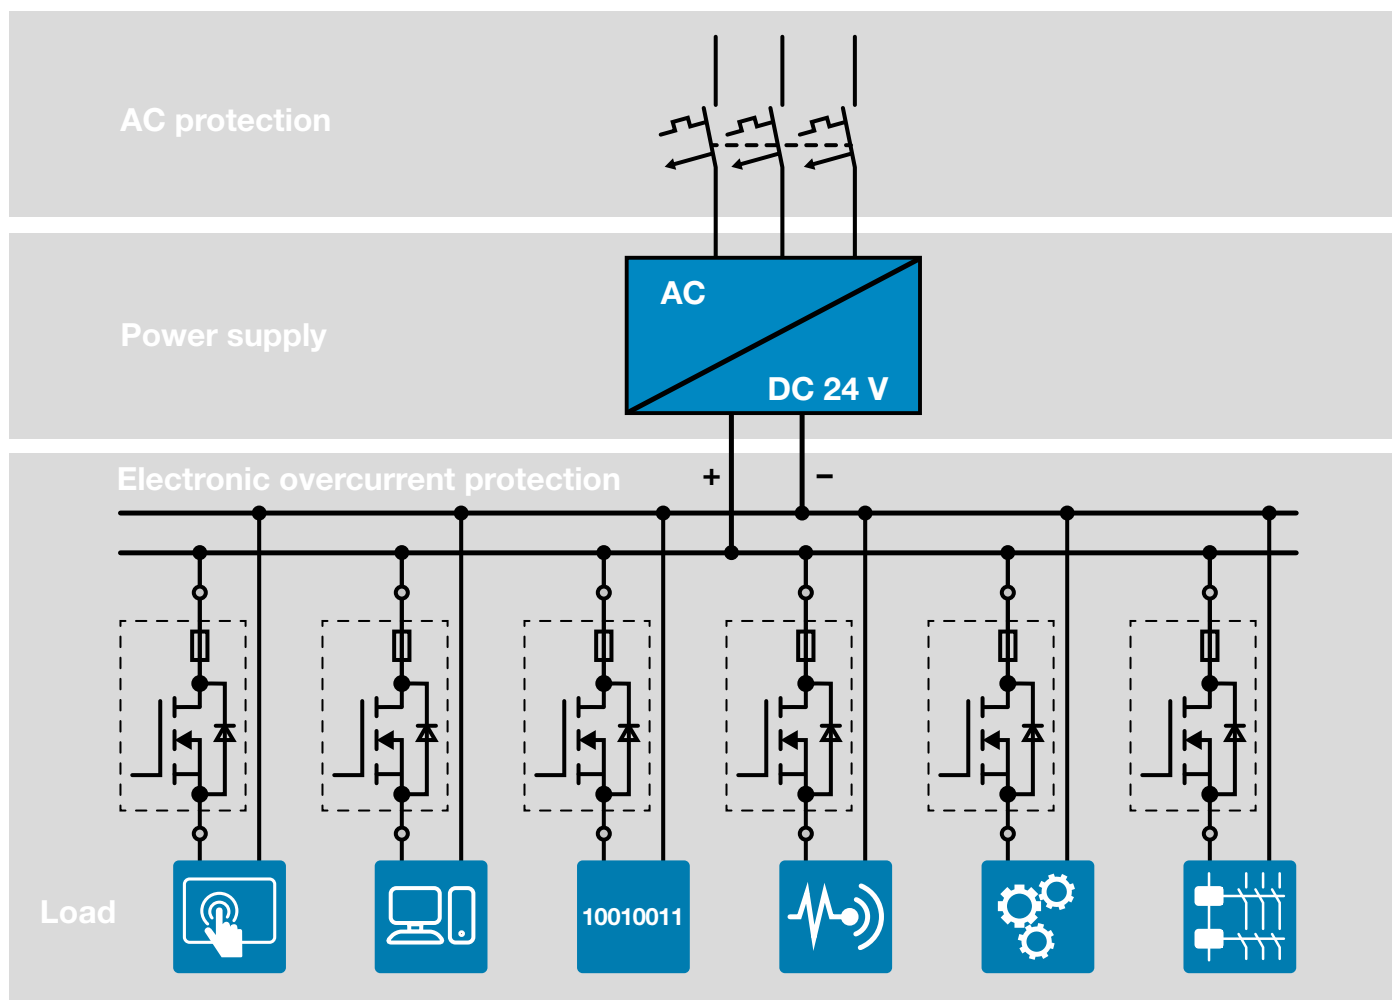 AC protection
AC
Power supply
DC 24 V
Electronic overcurrent protection
+
−
Load
10010011